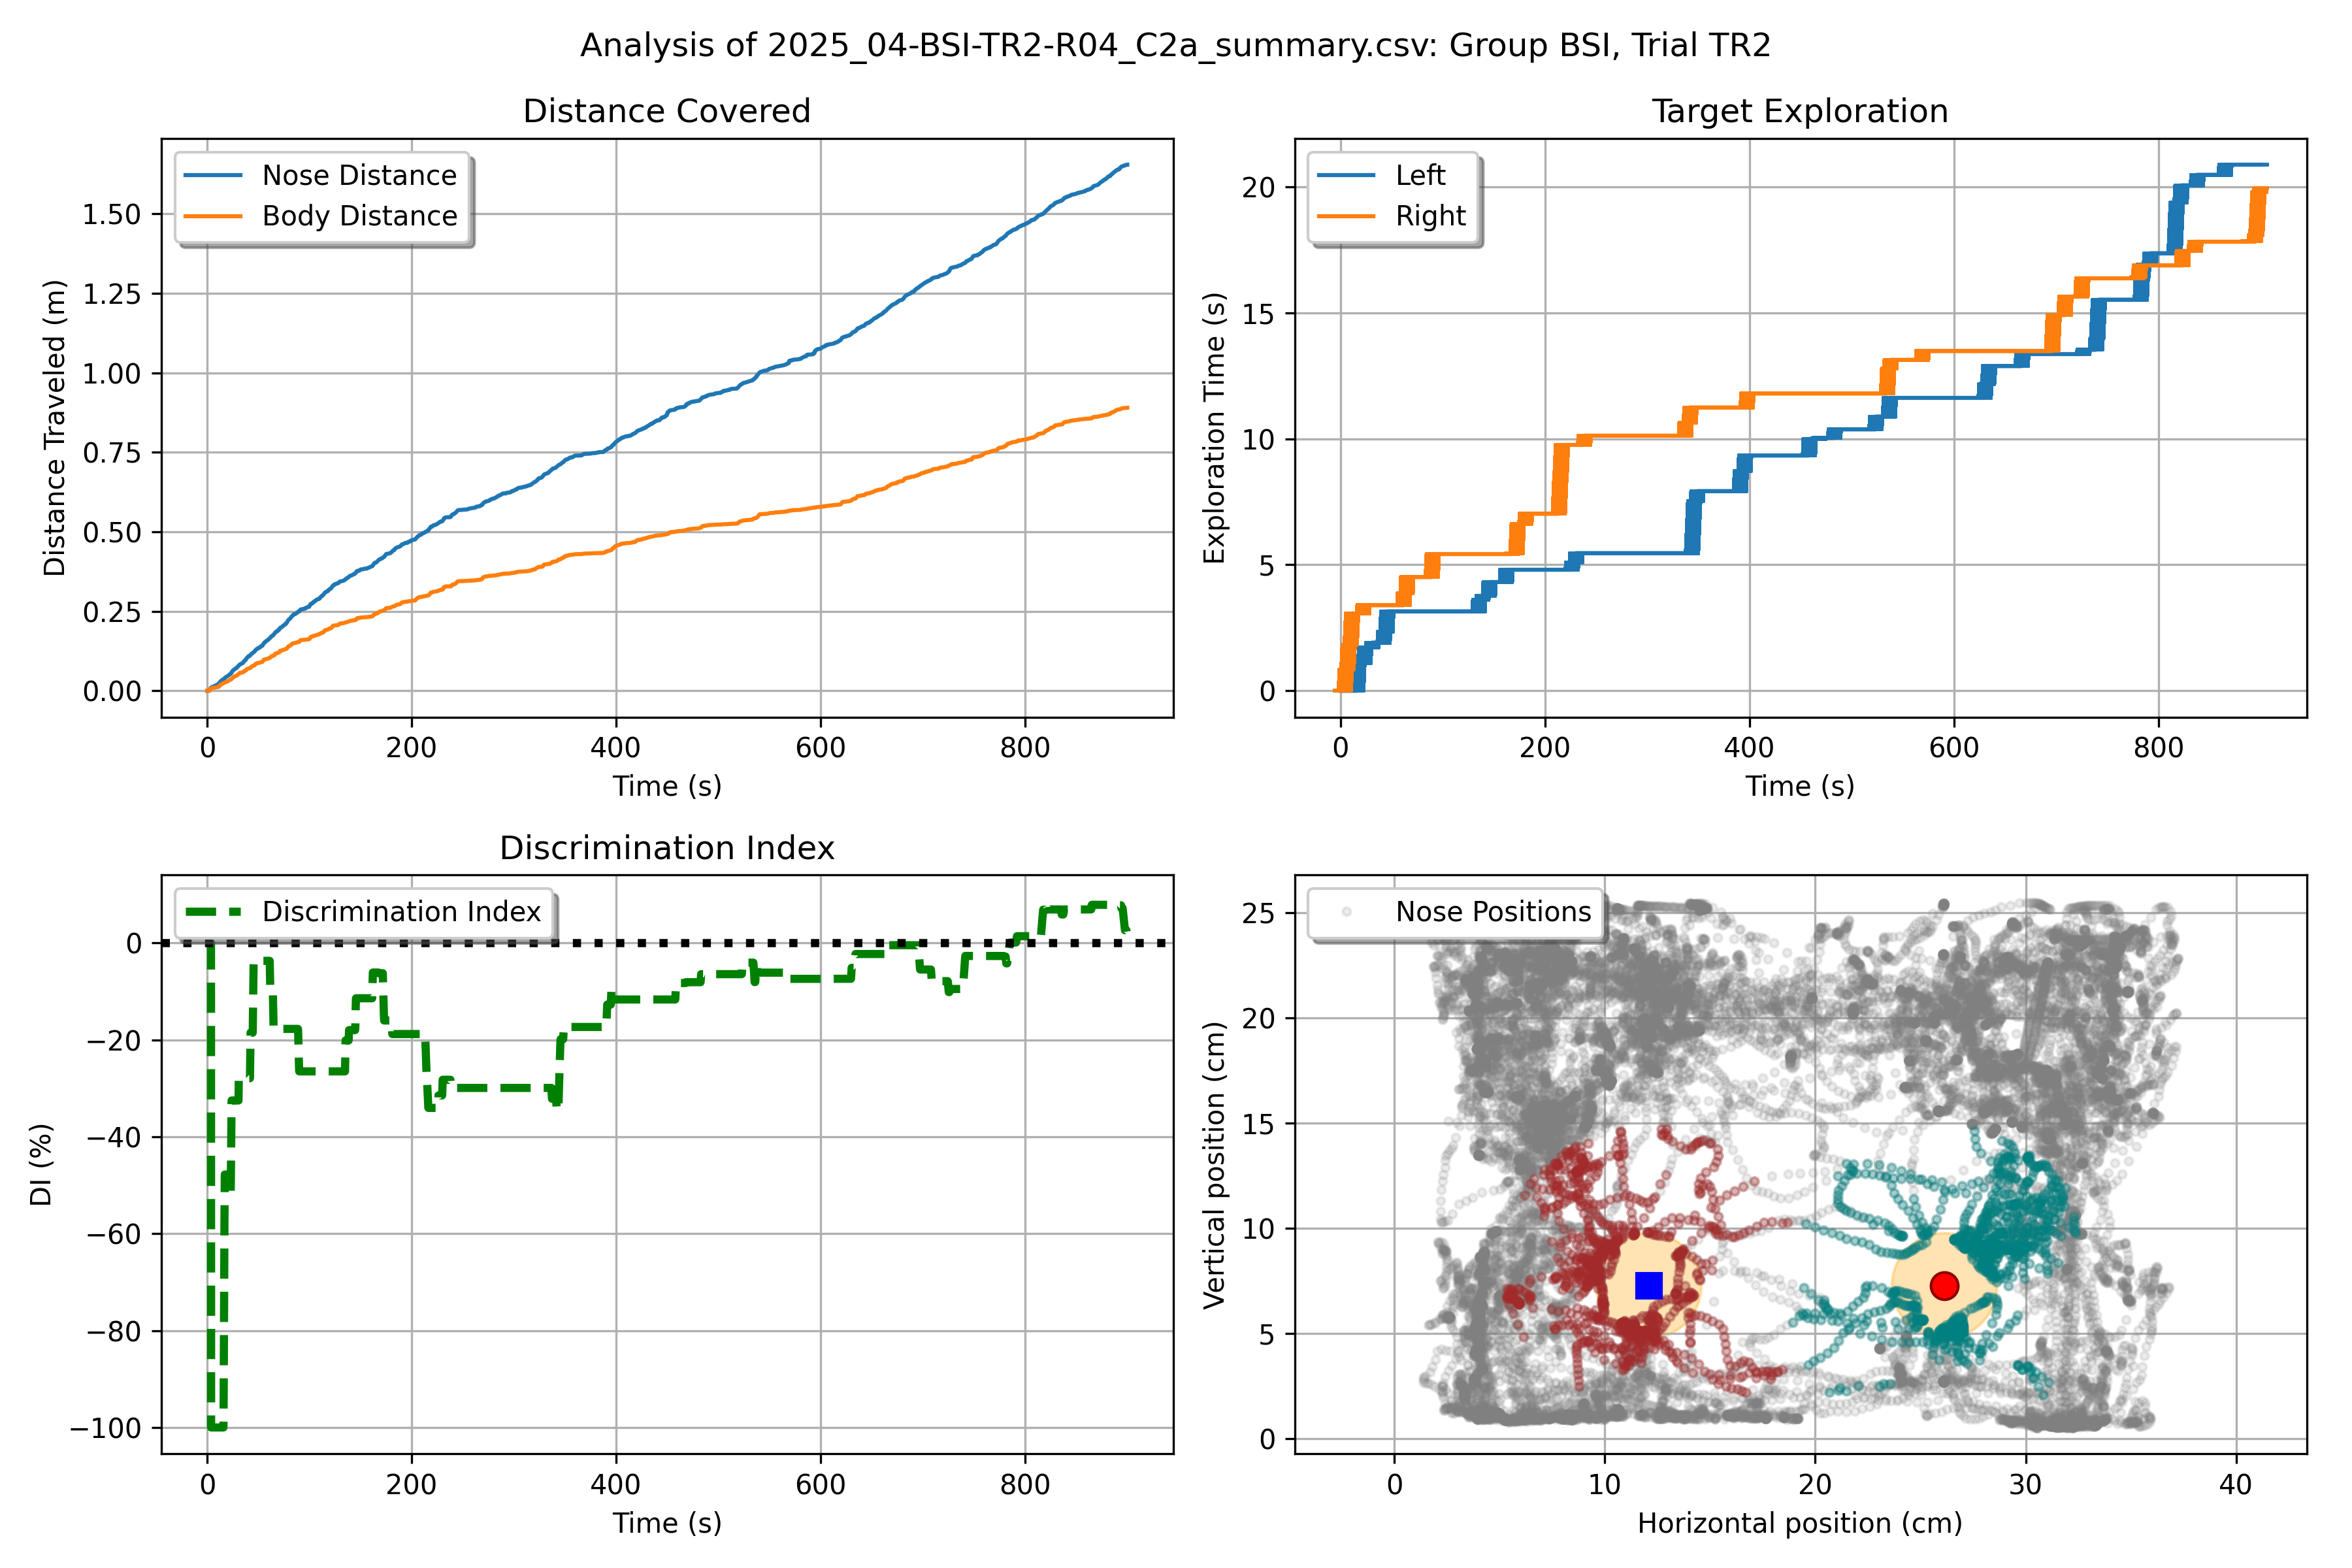 Analysis of 2025_04-BSI-TR2-R04_C2a_summary.csv: Group BSI, Trial TR2
Distance Covered
Nose Distance
Body Distance
Distance Traveled (m)
1.50
1.25
1.00
0.75
0.50
0.25
0.00
0 200 400 600 800
Time (s)
Target Exploration
Left
Right
Exploration Time (s)
20
15
10
5
0
0 200 400 600 800
Time (s)
Discrimination Index
Discrimination Index
DI (%)
0
−20
−40
−60
−80
−100
0 200 400 600 800
Time (s)
Nose Positions
Vertical position (cm)
25
20
15
10
5
0
0 10 20 30 40
Horizontal position (cm)